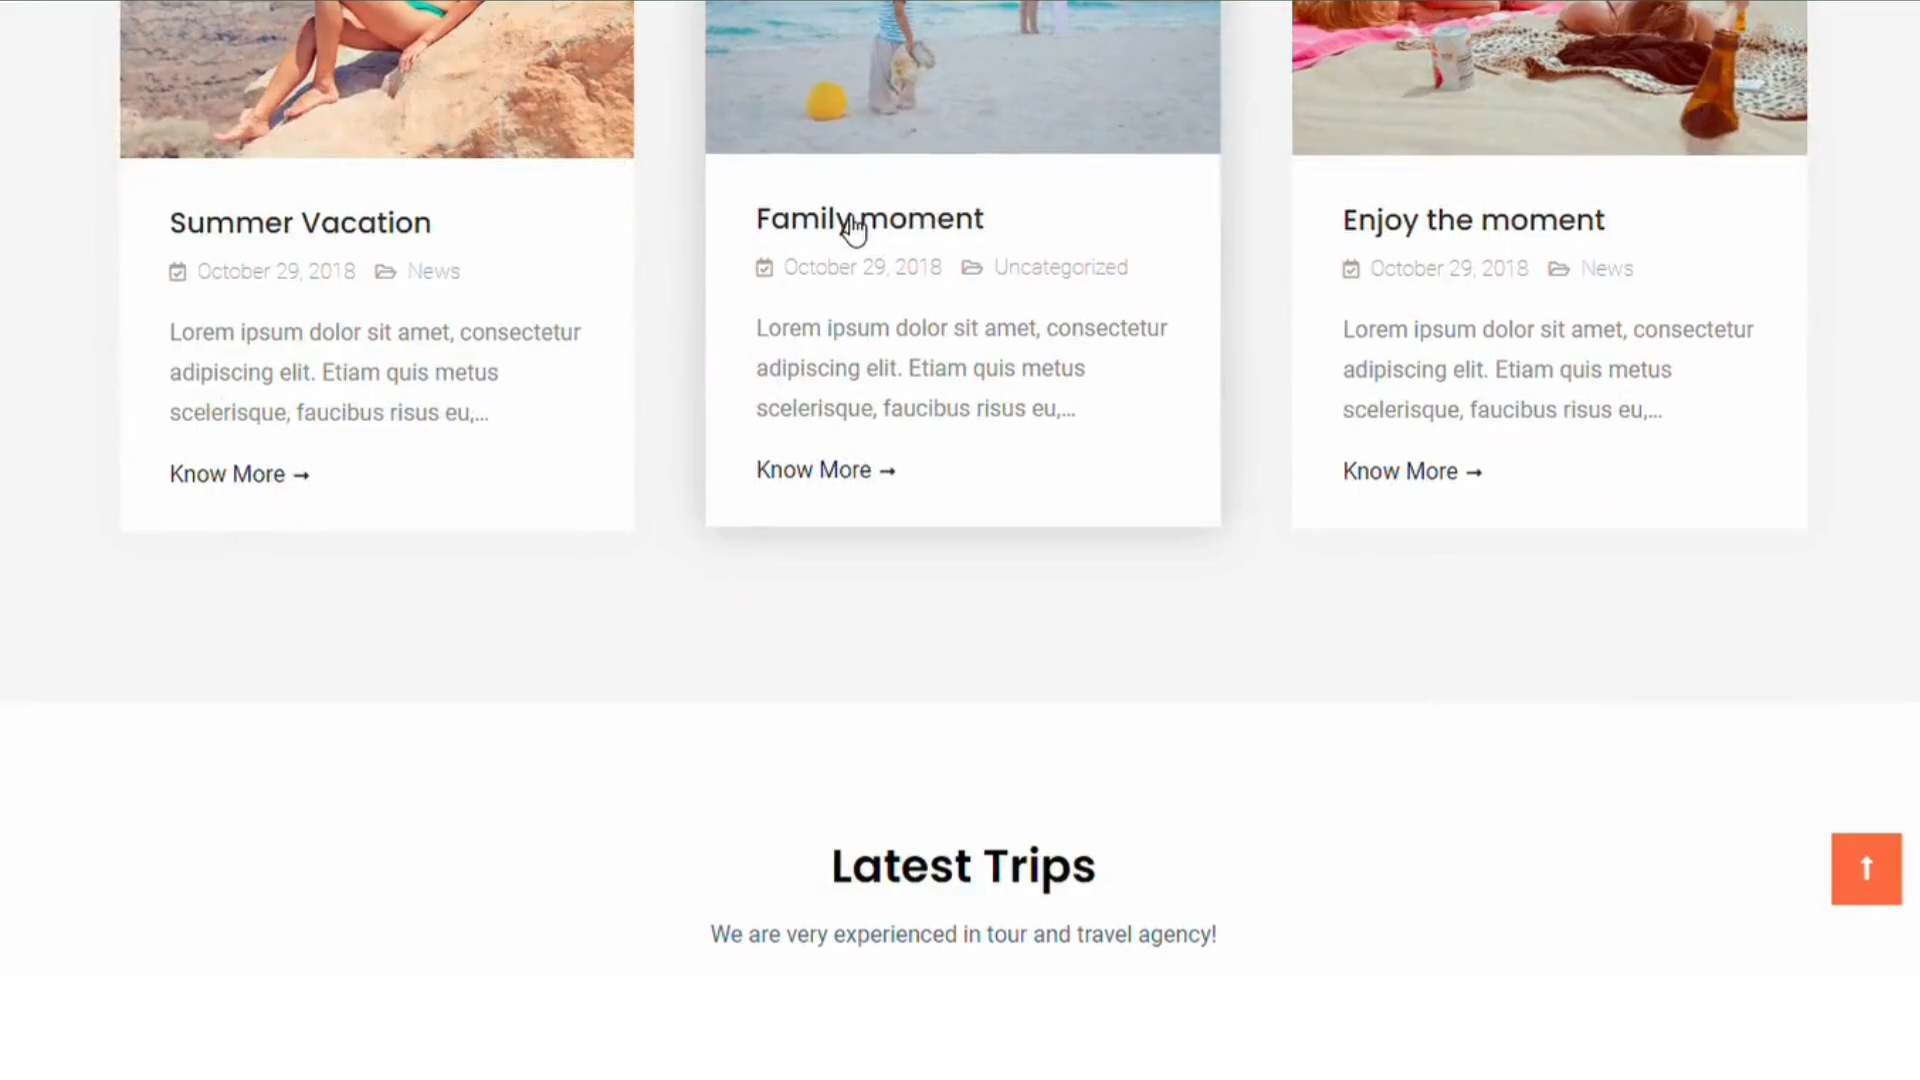 Summer Vacation
October 29, 2018 News
Lorem ipsum dolor sit amet, consectetur
adipiscing elit. Etiam quis metus
scelerisque, faucibus risus eu,...
Know More →
Family moment
October 29, 2018 Uncategorized
Lorem ipsum dolor sit amet, consectetur
adipiscing elit. Etiam quis metus
scelerisque, faucibus risus eu,...
Know More →
Enjoy the moment
October 29, 2018 News
Lorem ipsum dolor sit amet, consectetur
adipiscing elit. Etiam quis metus
scelerisque, faucibus risus eu,...
Know More →
Latest Trips
We are very experienced in tour and travel agency!